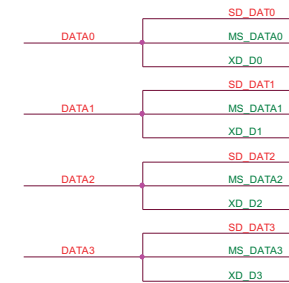 SD_DAT0
DATA0 MS_DATA0
XD_D0
SD_DAT1
DATA1 MS_DATA1
XD_D1
SD_DAT2
DATA2 MS_DATA2
XD_D2
SD_DAT3
DATA3 MS_DATA3
XD_D3